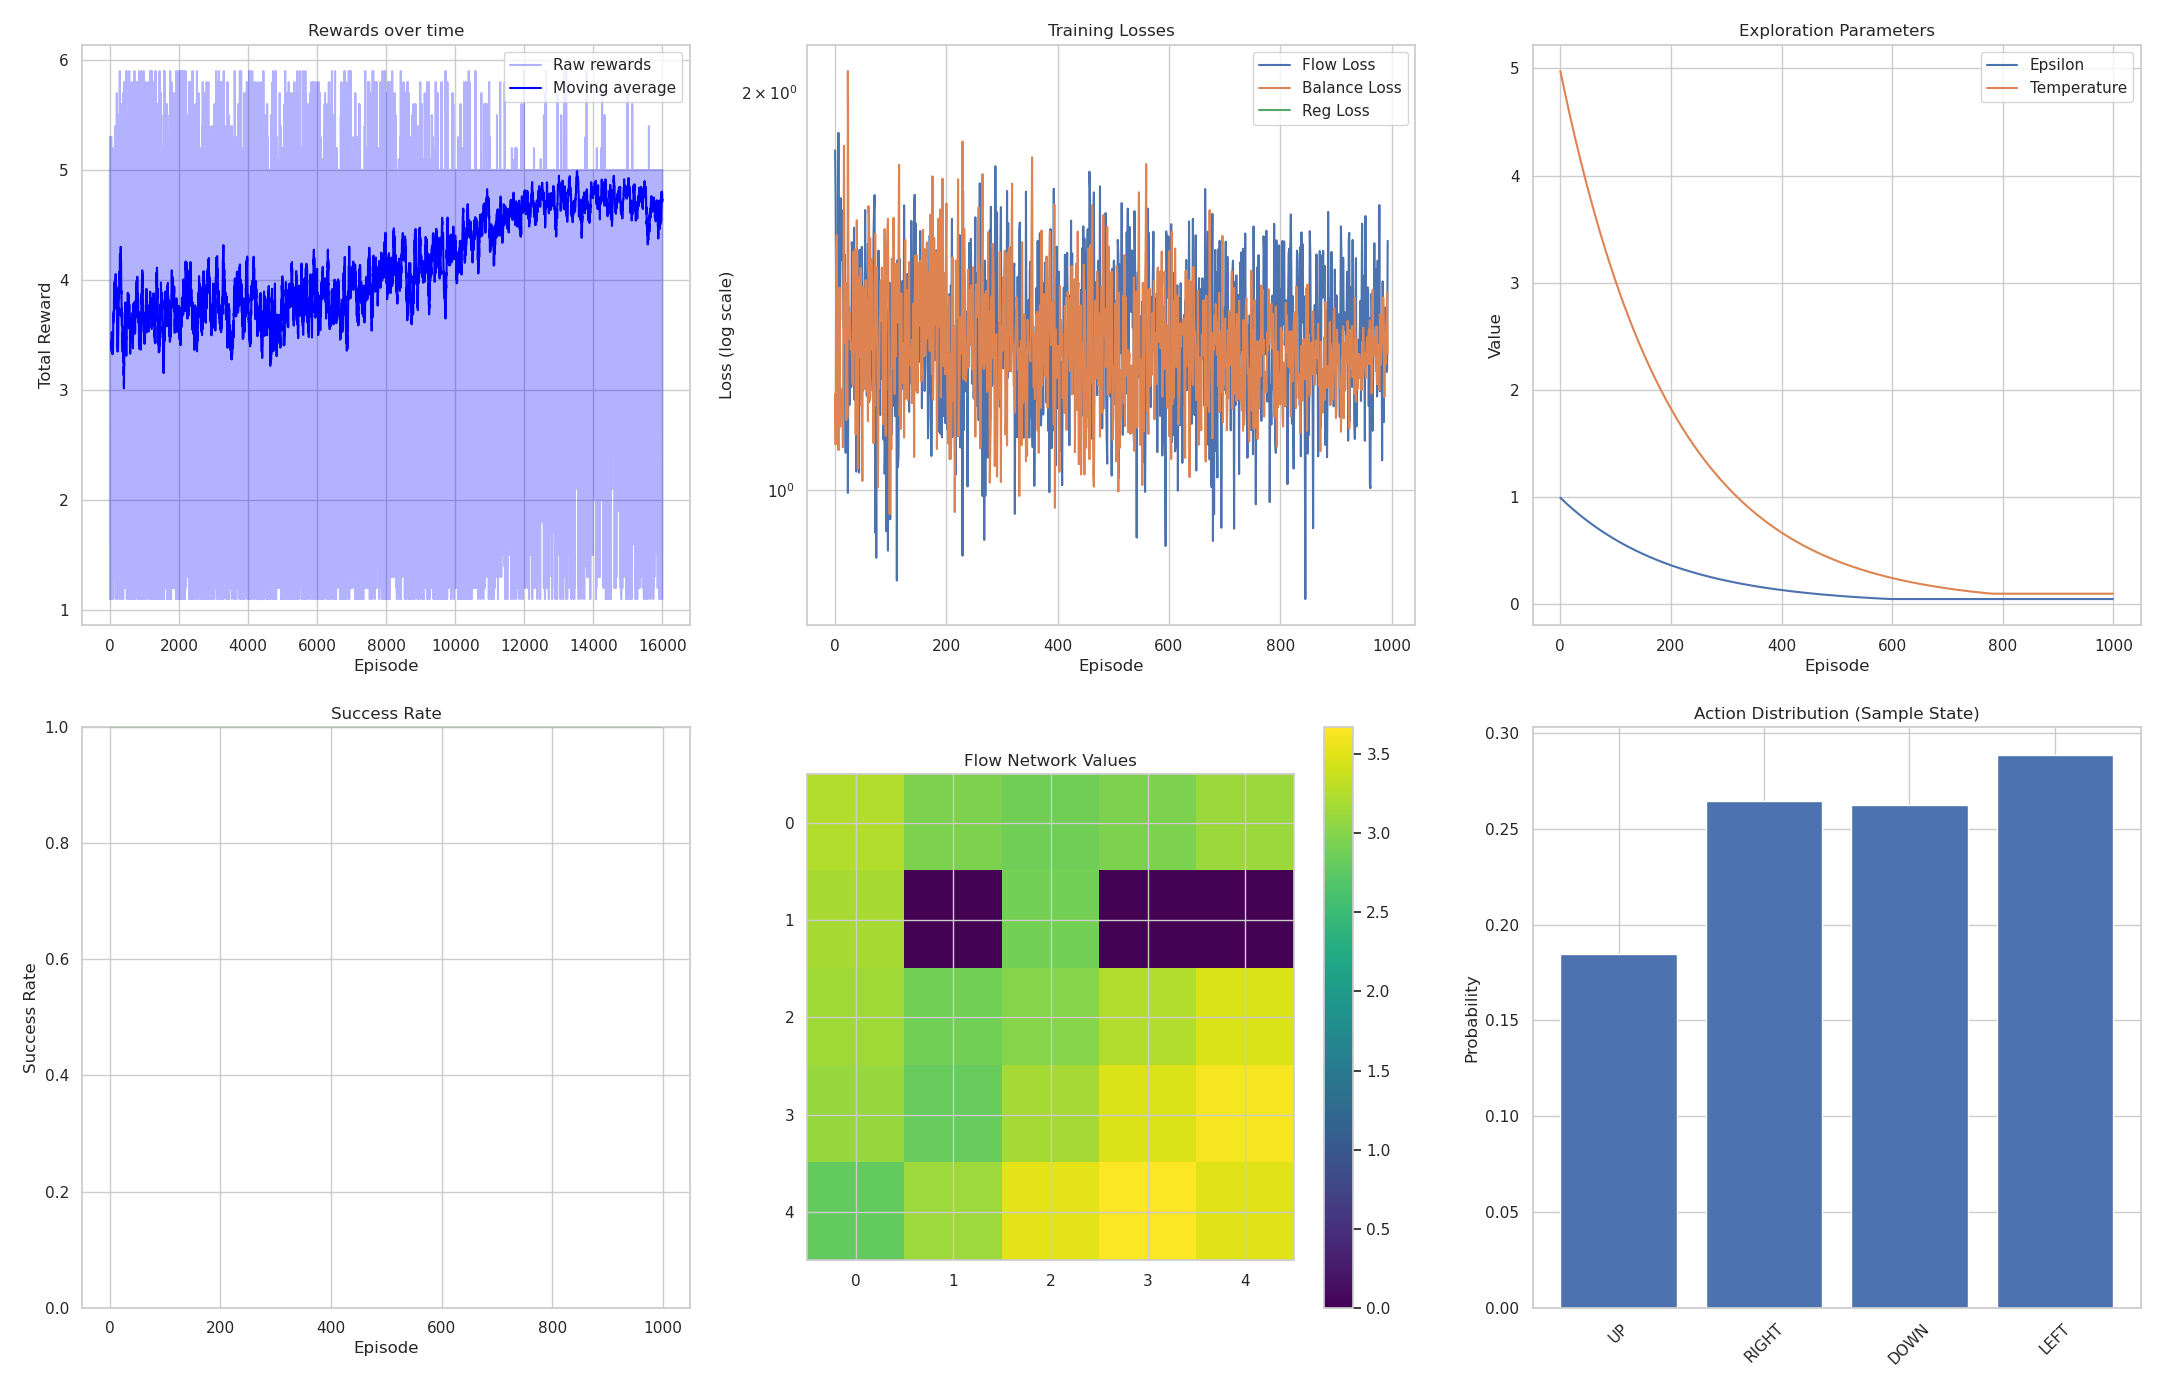 Rewards over time
6
5
4
3
2
1
Total Reward
Raw rewards
Moving average
0 2000 4000 6000 8000 10000 12000 14000 16000
Episode
Training Losses
2 × 10⁰
10⁰
Loss (log scale)
Flow Loss
Balance Loss
Reg Loss
0 200 400 600 800 1000
Episode
Exploration Parameters
5
4
3
2
1
0
Value
Epsilon
Temperature
0 200 400 600 800 1000
Episode
Success Rate
1.0
0.8
0.6
0.4
0.2
0.0
Success Rate
0 200 400 600 800 1000
Episode
Flow Network Values
0
1
2
3
4
0 1 2 3 4
3.5
3.0
2.5
2.0
1.5
1.0
0.5
0.0
Action Distribution (Sample State)
0.30
0.25
0.20
0.15
0.10
0.05
0.00
Probability
UP RIGHT DOWN LEFT